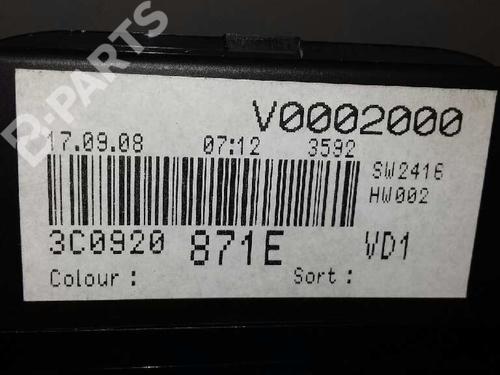 V0002000
17.09.08 07:12 3592
SW2416
HW002
3C0920 871E VD1
Colour : Sort :
B-PARTS